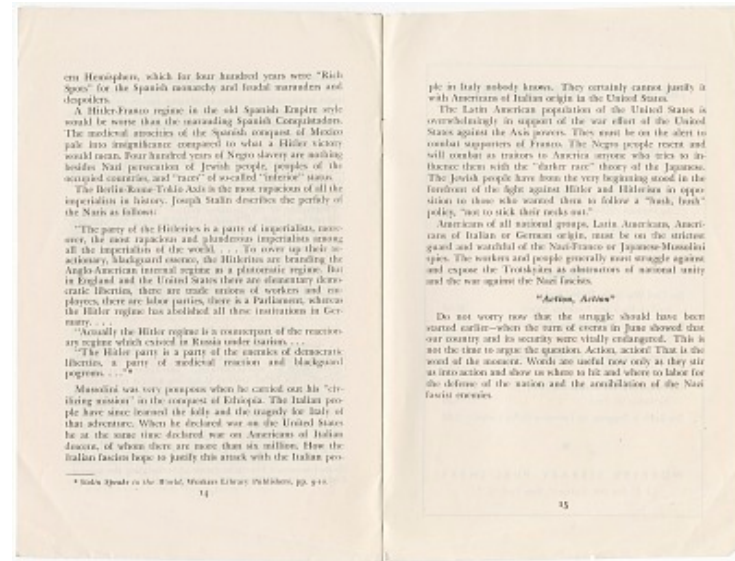 ern Hemisphere, which for four hundred years were "Rich
Spots" for the Spanish monarchy and feudal marauders and
despoilers.
A Hitler-Franco regime in the old Spanish Empire style
would be worse than the marauding Spanish Conquistadors.
The medieval atrocities of the Spanish conquest of Mexico
pale into insignificance compared to what a Hitler victory
would mean. Four hundred years of Negro slavery are nothing
besides Nazi persecution of Jewish people, peoples of the
occupied countries, and "races" of so-called "inferior" status.
The Berlin-Rome-Tokio Axis is the most rapacious of all the
imperialists in history. Joseph Stalin describes the perfidy of
the Nazis as follows:
"The party of the Hitlerites is a party of imperialists, more-
over, the most rapacious and plunderous imperialists among
all the imperialism of the world. . . . To cover up their re-
actionary, blackguard essence, the Hitlerites are branding the
Anglo-American internal regime as a plutocratic regime. But
in England and the United States there are elementary demo-
cratic liberties, there are trade unions of workers and em-
ployees, there are labor parties, there is a Parliament, whereas
the Hitler regime has abolished all these institutions in Ger-
many. . . .
"Actually the Hitler regime is a counterpart of the reaction-
ary regime which existed in Russia under tsarism. . . .
"The Hitler party is a party of the enemies of democratic
liberties, a party of medieval reaction and blackguard
pogroms. . . ."*
Mussolini was very pompous when he carried out his "civ-
ilizing mission" in the conquest of Ethiopia. The Italian peo-
ple have since learned the folly and the tragedy for Italy of
that adventure. When he declared war on the United States
he at the same time declared war on Americans of Italian
descent, of whom there are more than six million. How the
Italian fascists hope to justify this attack with the Italian peo-
* Stalin Speaks to the World, Workers Library Publishers, pp. 9-10.
14
ple in Italy nobody knows. They certainly cannot justify it
with Americans of Italian origin in the United States.
The Latin American population of the United States is
overwhelmingly in support of the war effort of the United
States against the Axis powers. They must be on the alert to
combat supporters of Franco. The Negro people resent and
will combat as traitors to America anyone who tries to in-
fluence them with the "darker race" theory of the Japanese.
The Jewish people have from the very beginning stood in the
forefront of the fight against Hitler and Hitlerism in oppo-
sition to those who wanted them to follow a "hush, hush"
policy, "not to stick their necks out."
Americans of all national groups, Latin Americans, Ameri-
cans of Italian or German origin, must be on the strictest
guard and watchful of the Nazi-Franco or Japanese-Mussolini
spies. The workers and people generally must struggle against
and expose the Trotskyites as obstructors of national unity
and the war against the Nazi fascists.
"Action, Action"
Do not worry now that the struggle should have been
started earlier—when the turn of events in June showed that
our country and its security were vitally endangered. This is
not the time to argue the question. Action, action! That is the
word of the moment. Words are useful now only as they stir
us into action and show us where to hit and where to labor for
the defense of the nation and the annihilation of the Nazi
fascist enemies.
15